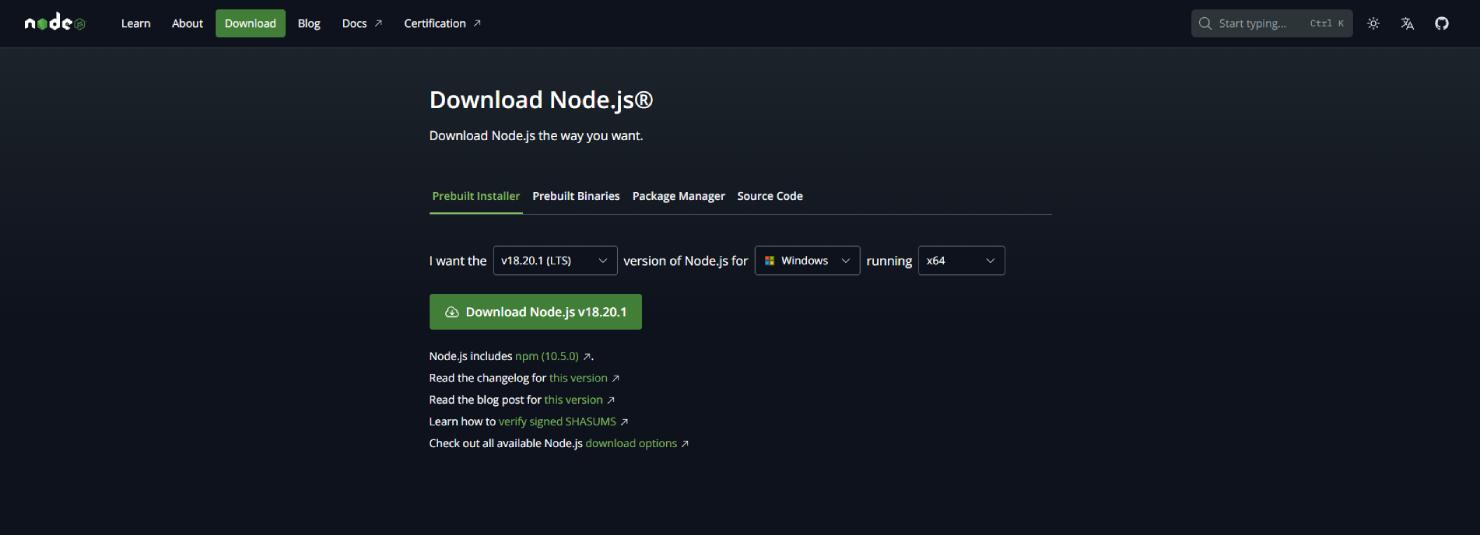 node JS Learn About Download Blog Docs ↗ Certification ↗ Start typing... Ctrl K
Download Node.js®
Download Node.js the way you want.
Prebuilt Installer Prebuilt Binaries Package Manager Source Code
I want the v18.20.1 (LTS) version of Node.js for Windows running x64
Download Node.js v18.20.1
Node.js includes npm (10.5.0) ↗.
Read the changelog for this version ↗
Read the blog post for this version ↗
Learn how to verify signed SHASUMS ↗
Check out all available Node.js download options ↗